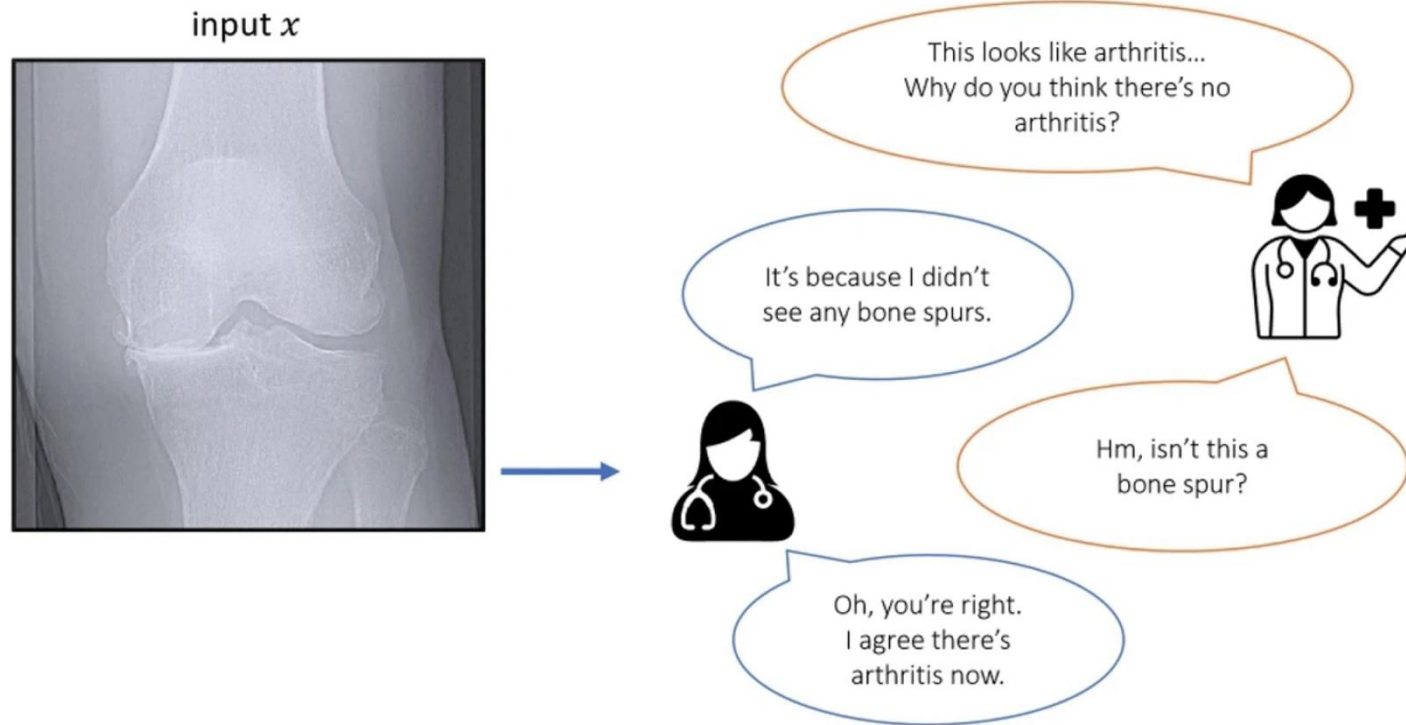 input x
This looks like arthritis...
Why do you think there's no
arthritis?
It's because I didn't
see any bone spurs.
Hm, isn't this a
bone spur?
Oh, you're right.
I agree there's
arthritis now.